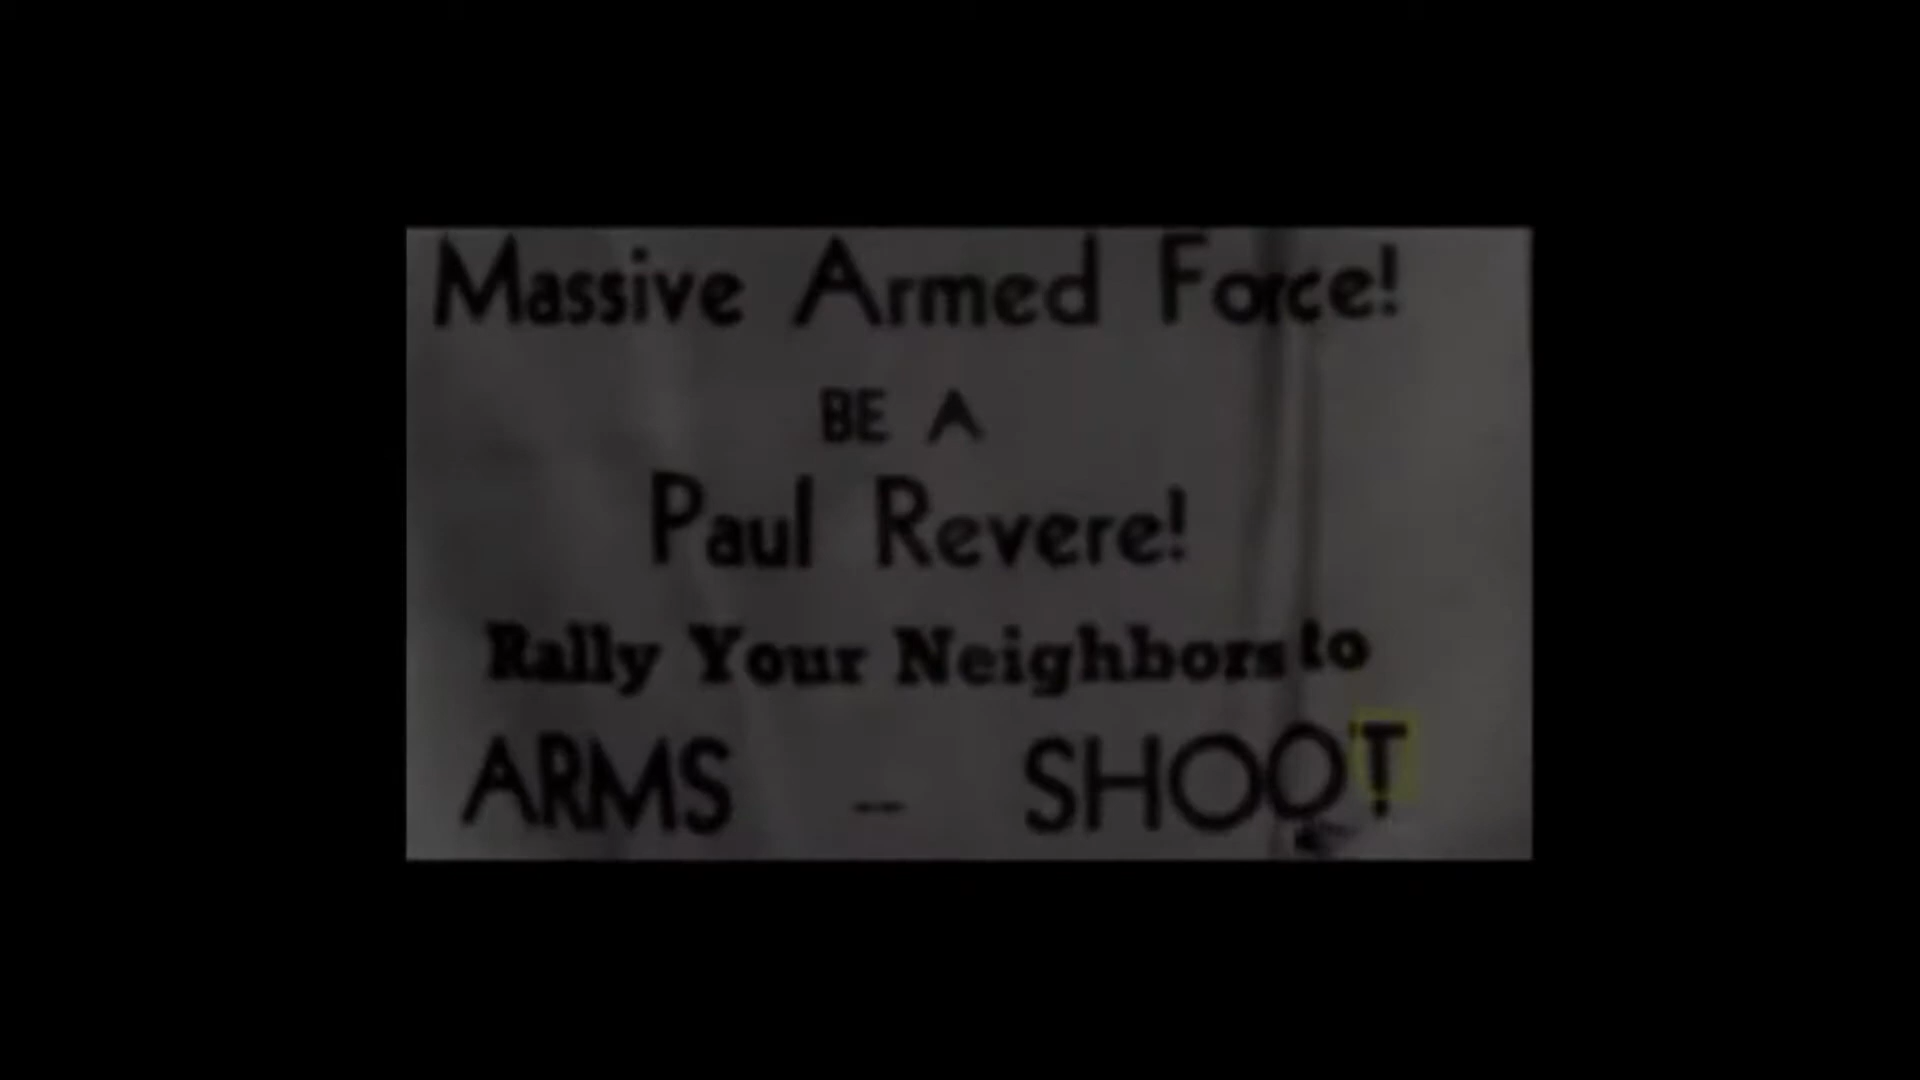 Massive Armed Force!
BE A
Paul Revere!
Rally Your Neighbors to
ARMS — SHOOT